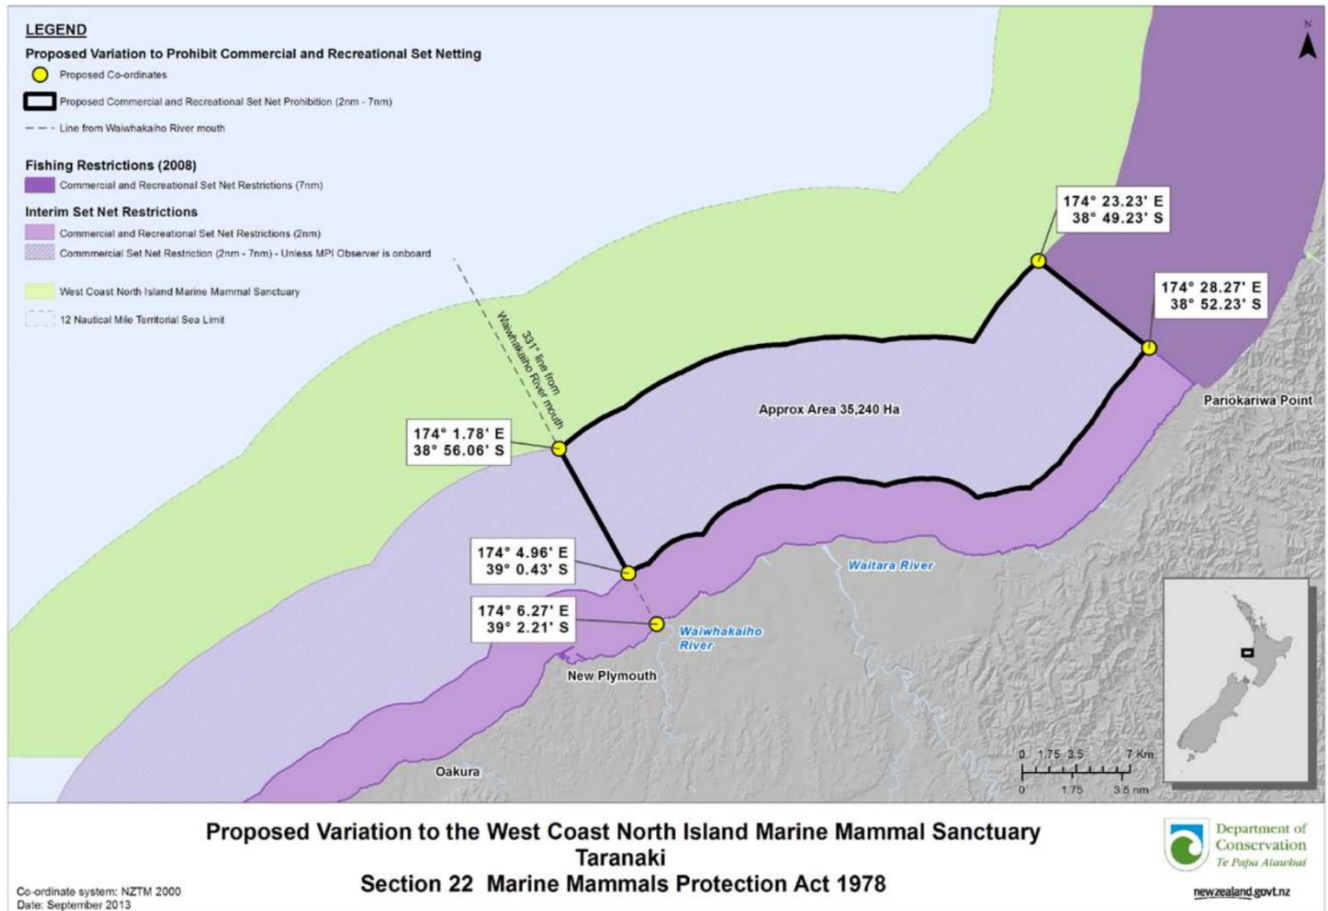 LEGEND
Proposed Variation to Prohibit Commercial and Recreational Set Netting
Proposed Co-ordinates
Proposed Commercial and Recreational Set Net Prohibition (2nm - 7nm)
Line from Waiwhakaiho River mouth
Fishing Restrictions (2008)
Commercial and Recreational Set Net Restrictions (7nm)
Interim Set Net Restrictions
Commercial and Recreational Set Net Restrictions (2nm)
Commmercial Set Net Restriction (2nm - 7nm) - Unless MPI Observer is onboard
West Coast North Island Marine Mammal Sanctuary
12 Nautical Mile Territorial Sea Limit
N
174° 23.23' E
38° 49.23' S
174° 28.27' E
38° 52.23' S
331° line from
Waiwhakaiho River mouth
Approx Area 35,240 Ha
Pariokariwa Point
174° 1.78' E
38° 56.06' S
174° 4.96' E
39° 0.43' S
174° 6.27' E
39° 2.21' S
Waitara River
Waiwhakaiho
River
New Plymouth
Oakura
0 1.75 3.5 7 Km
0 1.75 3.5 nm
Proposed Variation to the West Coast North Island Marine Mammal Sanctuary
Taranaki
Section 22 Marine Mammals Protection Act 1978
Co-ordinate system: NZTM 2000
Date: September 2013
Department of
Conservation
Te Papa Atawhai
newzealand.govt.nz